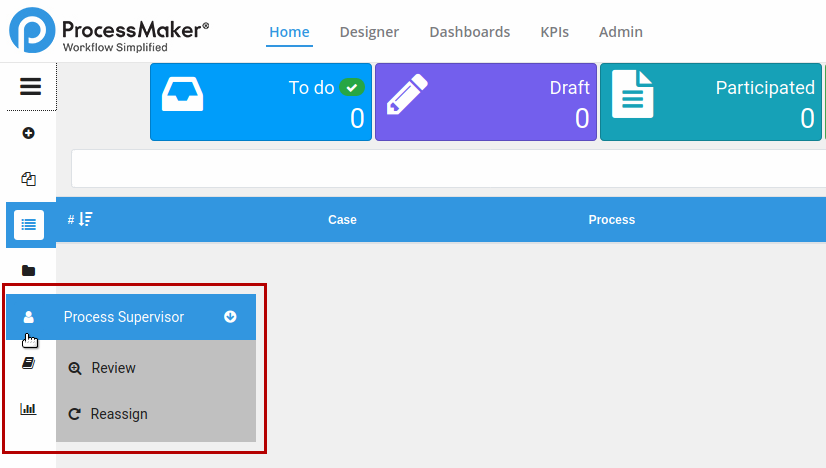 ProcessMaker®
Workflow Simplified
Home Designer Dashboards KPIs Admin
To do
0
Draft
0
Participated
0
# Case Process
Process Supervisor
Review
Reassign